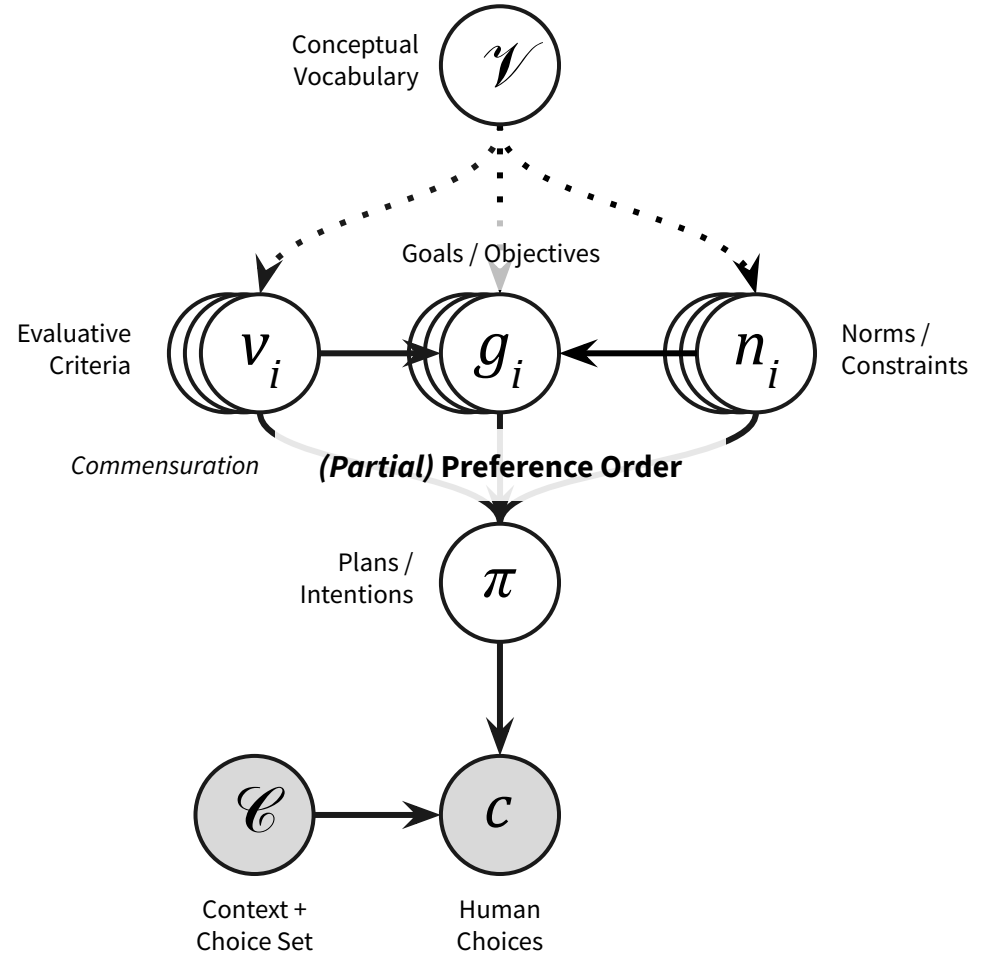 Conceptual
Vocabulary
𝒱
Goals / Objectives
Evaluative
Criteria
v_i
g_i
n_i
Norms /
Constraints
Commensuration
(Partial) Preference Order
Plans /
Intentions
π
𝒞
c
Context +
Choice Set
Human
Choices